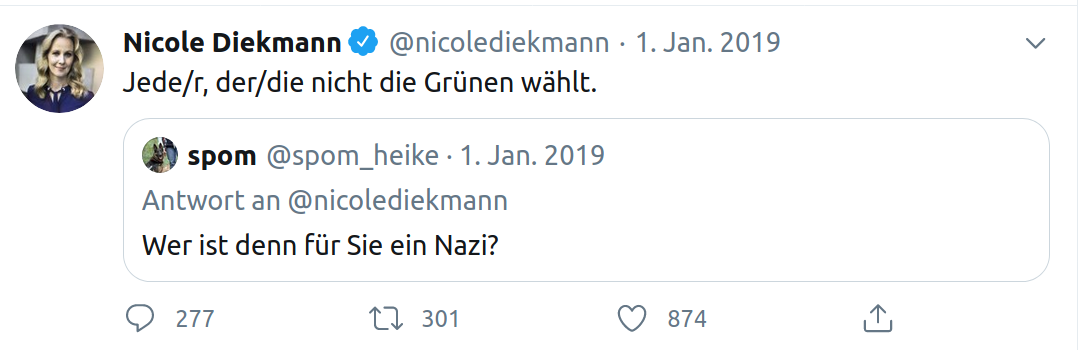 Nicole Diekmann @nicolediekmann · 1. Jan. 2019
Jede/r, der/die nicht die Grünen wählt.
spom @spom_heike · 1. Jan. 2019
Antwort an @nicolediekmann
Wer ist denn für Sie ein Nazi?
277 301 874